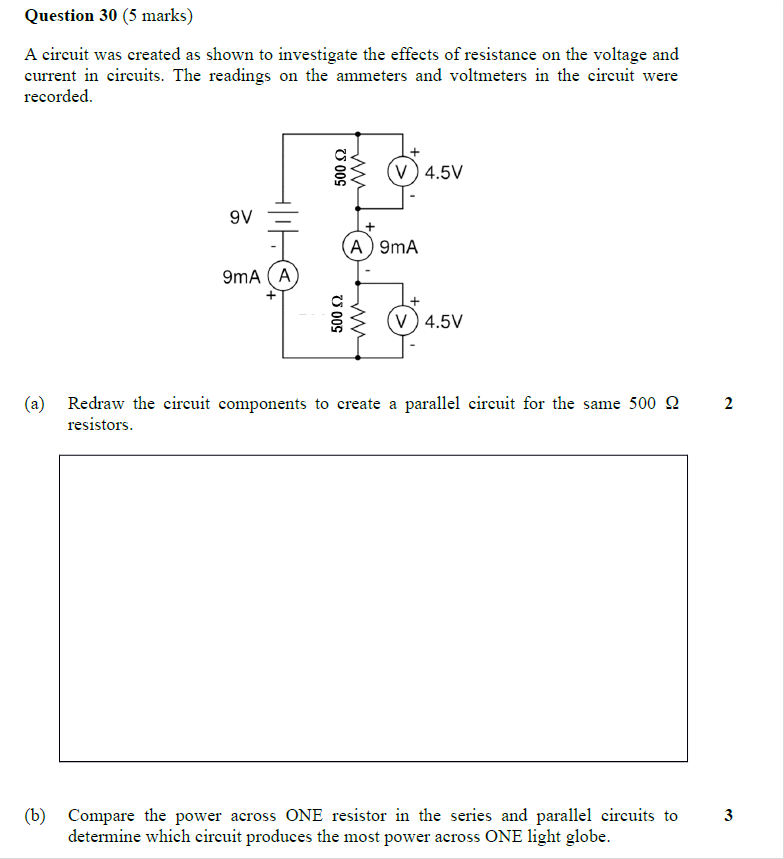 Question 30 (5 marks)
A circuit was created as shown to investigate the effects of resistance on the voltage and
current in circuits. The readings on the ammeters and voltmeters in the circuit were
recorded.
500 Ω
+
V 4.5V
-
9V
+
A 9mA
-
-
9mA A
+
500 Ω
+
V 4.5V
-
(a) Redraw the circuit components to create a parallel circuit for the same 500 Ω 2
resistors.
(b) Compare the power across ONE resistor in the series and parallel circuits to 3
determine which circuit produces the most power across ONE light globe.